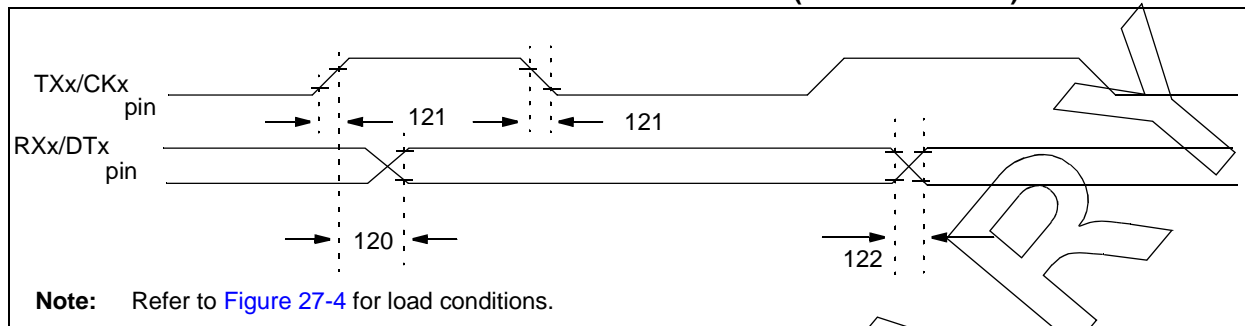 TXx/CKx
pin
121
121
RXx/DTx
pin
120
122
Note: Refer to Figure 27-4 for load conditions.
R Y